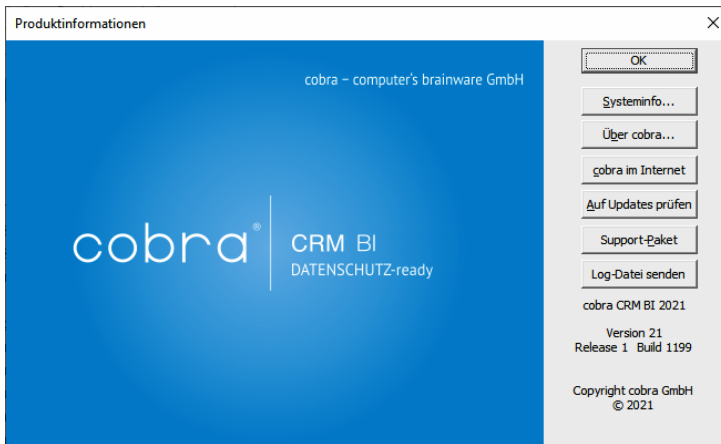 Produktinformationen
cobra – computer's brainware GmbH
cobra®
CRM BI
DATENSCHUTZ-ready
OK
Systeminfo...
Über cobra...
cobra im Internet
Auf Updates prüfen
Support-Paket
Log-Datei senden
cobra CRM BI 2021
Version 21
Release 1 Build 1199
Copyright cobra GmbH
© 2021